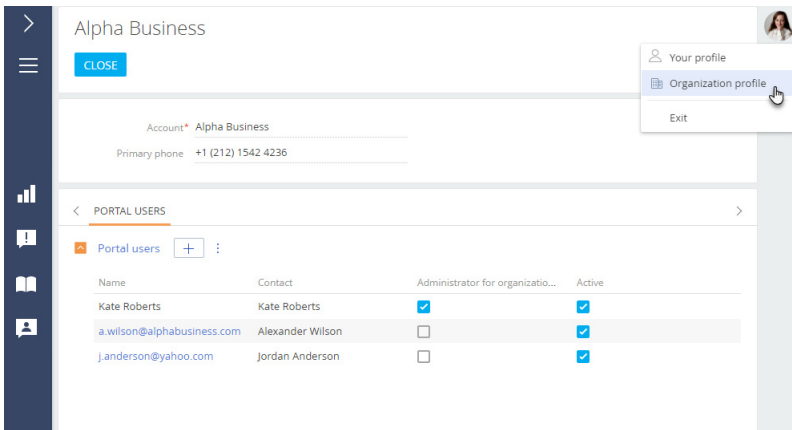 Alpha Business
CLOSE
Your profile
Organization profile
Exit
Account* Alpha Business
Primary phone +1 (212) 1542 4236
PORTAL USERS
Portal users
Name Contact Administrator for organizatio... Active
Kate Roberts Kate Roberts
a.wilson@alphabusiness.com Alexander Wilson
j.anderson@yahoo.com Jordan Anderson